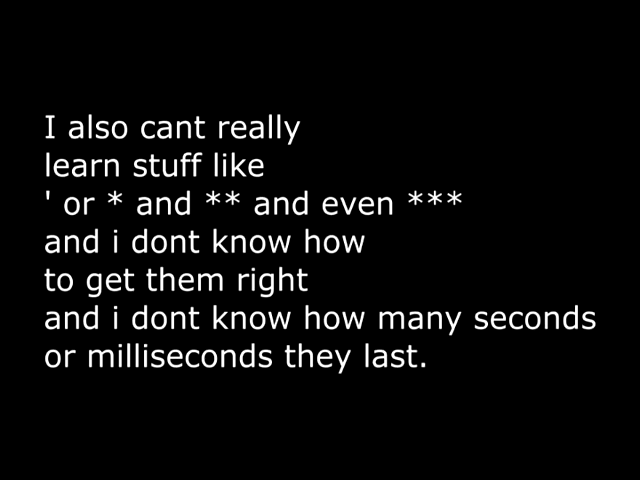 I also cant really
learn stuff like
' or * and ** and even ***
and i dont know how
to get them right
and i dont know how many seconds
or milliseconds they last.